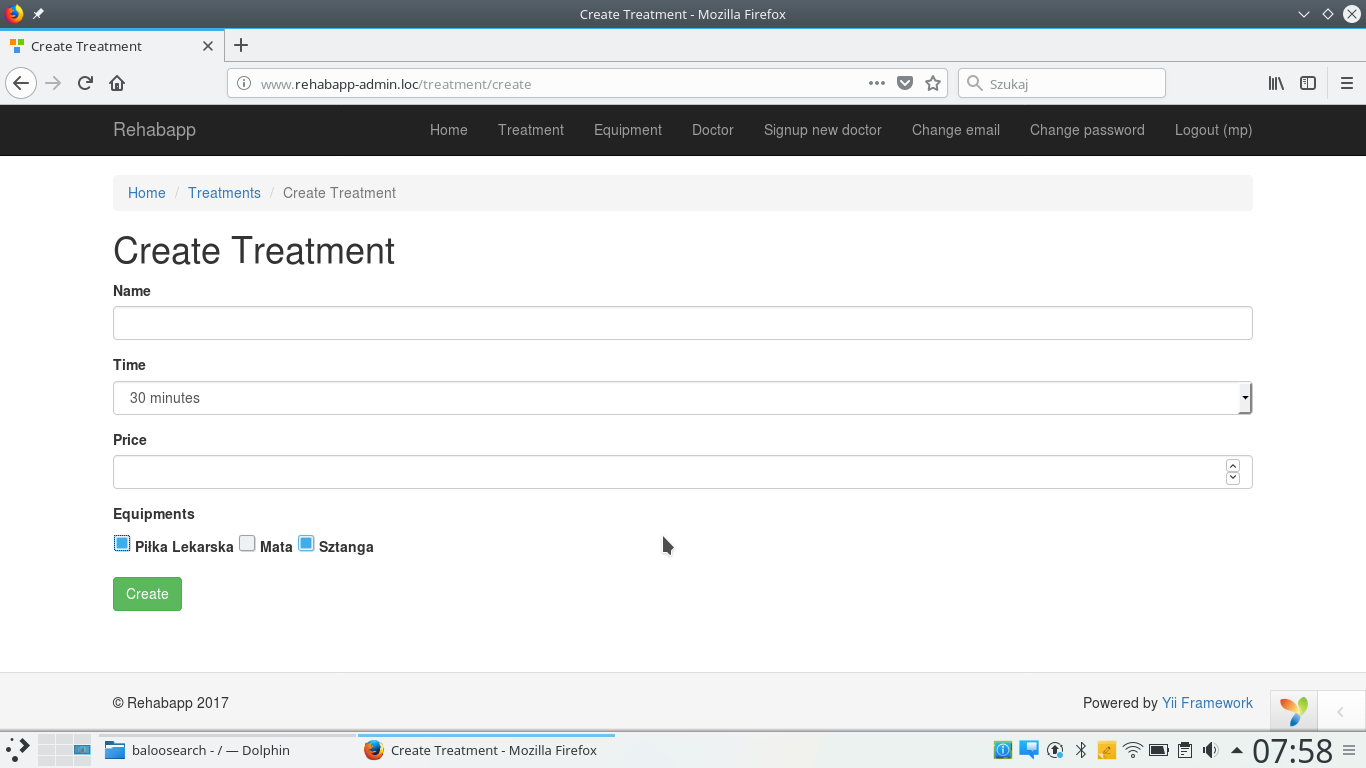 Create Treatment - Mozilla Firefox
Create Treatment
www.rehabapp-admin.loc/treatment/create
Szukaj
Rehabapp Home Treatment Equipment Doctor Signup new doctor Change email Change password Logout (mp)
Home / Treatments / Create Treatment
Create Treatment
Name
Time
30 minutes
Price
Equipments
Piłka Lekarska Mata Sztanga
Create
© Rehabapp 2017 Powered by Yii Framework
baloosearch - / — Dolphin Create Treatment - Mozilla Firefox 07:58